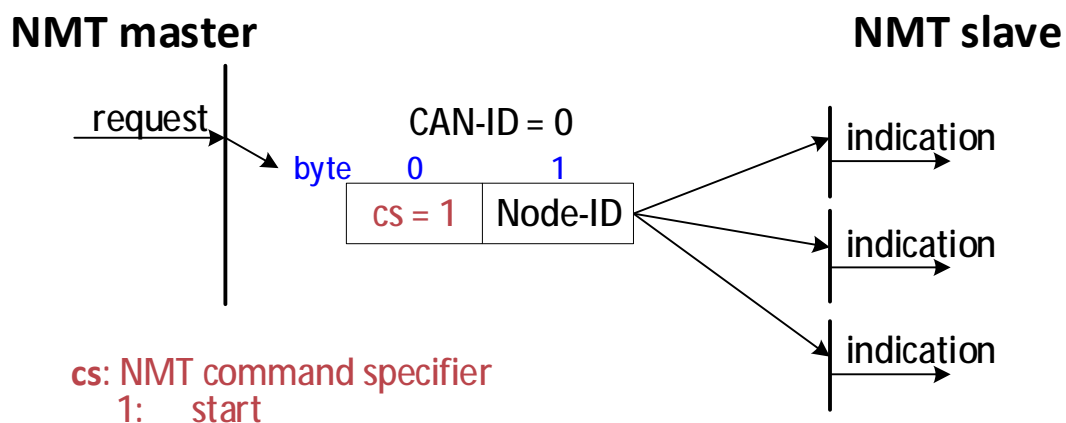 NMT master NMT slave
request CAN-ID = 0 indication
byte 0 1
cs = 1 Node-ID
indication
indication
cs: NMT command specifier
1: start